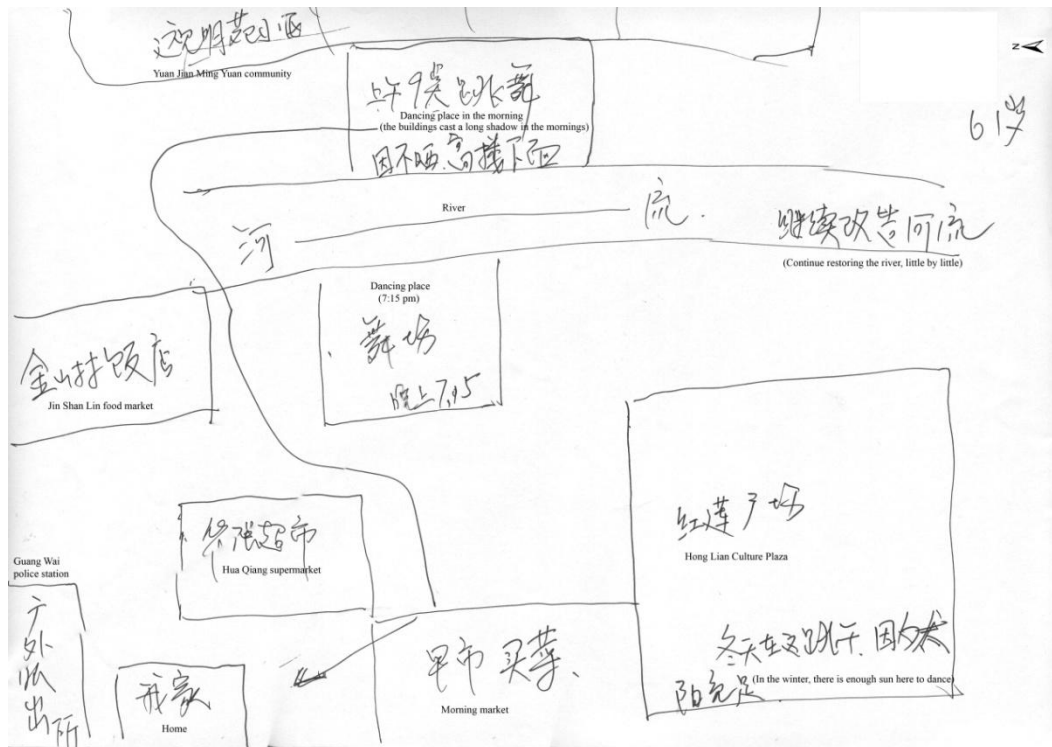 远见明苑小区
Yuan Jian Ming Yuan community
Z
61岁
上午9点跳舞
Dancing place in the morning
(the buildings cast a long shadow in the mornings)
因不晒.高楼下面
River
河 流.
继续改造河流
(Continue restoring the river, little by little)
Dancing place
(7:15 pm)
舞场
晚上7,15
金山林饭店
Jin Shan Lin food market
华强超市
Hua Qiang supermarket
红莲广场
Hong Lian Culture Plaza
Guang Wai
police station
广外派出所
我家
Home
早市买菜、
Morning market
冬天在这跳
(In the winter, there is enough sun here to dance)
阳充足